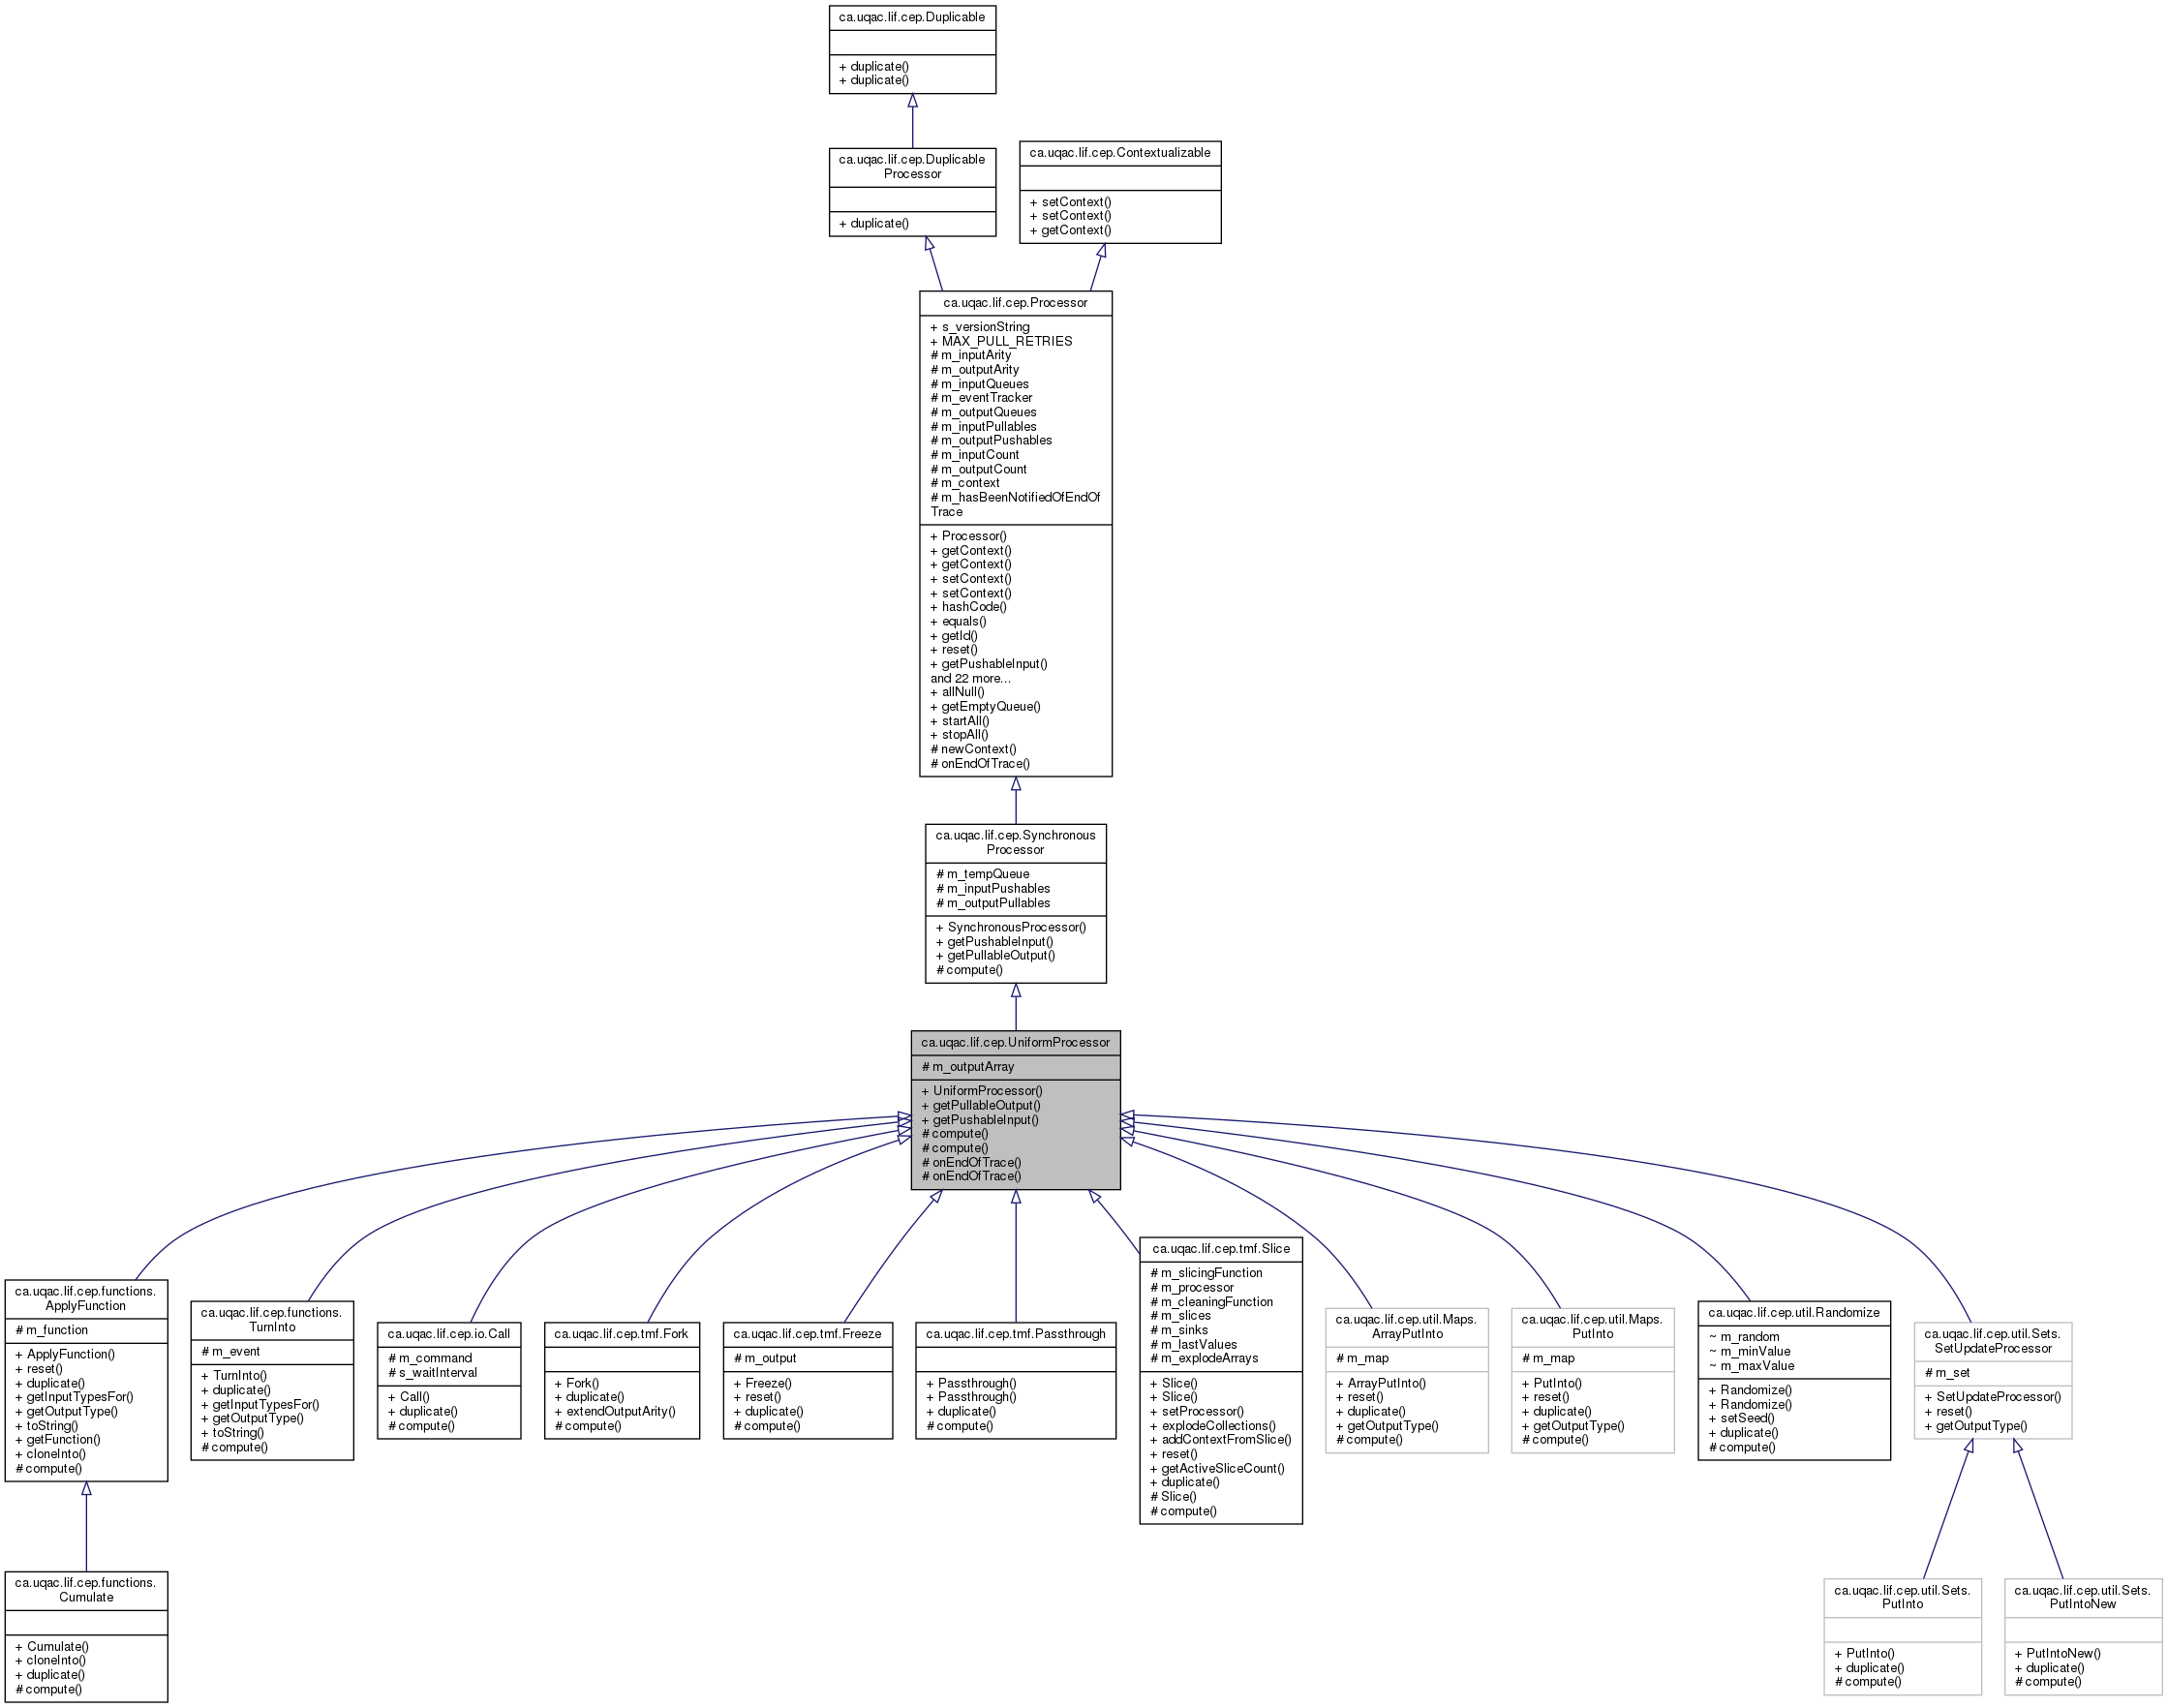 ca.uqac.lif.cep.Duplicable
+ duplicate()
+ duplicate()
ca.uqac.lif.cep.Duplicable
Processor
+ duplicate()
ca.uqac.lif.cep.Contextualizable
+ setContext()
+ setContext()
+ getContext()
ca.uqac.lif.cep.Processor
+ s_versionString
+ MAX_PULL_RETRIES
# m_inputArity
# m_outputArity
# m_inputQueues
# m_eventTracker
# m_outputQueues
# m_inputPullables
# m_outputPushables
# m_inputCount
# m_outputCount
# m_context
# m_hasBeenNotifiedOfEndOf
Trace
+ Processor()
+ getContext()
+ getContext()
+ setContext()
+ setContext()
+ hashCode()
+ equals()
+ getId()
+ reset()
+ getPushableInput()
and 22 more...
+ allNull()
+ getEmptyQueue()
+ startAll()
+ stopAll()
# newContext()
# onEndOfTrace()
ca.uqac.lif.cep.Synchronous
Processor
# m_tempQueue
# m_inputPushables
# m_outputPullables
+ SynchronousProcessor()
+ getPushableInput()
+ getPullableOutput()
# compute()
ca.uqac.lif.cep.UniformProcessor
# m_outputArray
+ UniformProcessor()
+ getPullableOutput()
+ getPushableInput()
# compute()
# compute()
# onEndOfTrace()
# onEndOfTrace()
ca.uqac.lif.cep.functions.
ApplyFunction
# m_function
+ ApplyFunction()
+ reset()
+ duplicate()
+ getInputTypesFor()
+ getOutputType()
+ toString()
+ getFunction()
+ cloneInto()
# compute()
ca.uqac.lif.cep.functions.
TurnInto
# m_event
+ TurnInto()
+ duplicate()
+ getInputTypesFor()
+ getOutputType()
+ toString()
# compute()
ca.uqac.lif.cep.io.Call
# m_command
# s_waitInterval
+ Call()
+ duplicate()
# compute()
ca.uqac.lif.cep.tmf.Fork
+ Fork()
+ duplicate()
+ extendOutputArity()
# compute()
ca.uqac.lif.cep.tmf.Freeze
# m_output
+ Freeze()
+ reset()
+ duplicate()
# compute()
ca.uqac.lif.cep.tmf.Passthrough
+ Passthrough()
+ Passthrough()
+ duplicate()
# compute()
ca.uqac.lif.cep.tmf.Slice
# m_slicingFunction
# m_processor
# m_cleaningFunction
# m_slices
# m_sinks
# m_lastValues
# m_explodeArrays
+ Slice()
+ Slice()
+ setProcessor()
+ explodeCollections()
+ addContextFromSlice()
+ reset()
+ getActiveSliceCount()
+ duplicate()
# Slice()
# compute()
ca.uqac.lif.cep.util.Maps.
ArrayPutInto
# m_map
+ ArrayPutInto()
+ reset()
+ duplicate()
+ getOutputType()
# compute()
ca.uqac.lif.cep.util.Maps.
PutInto
# m_map
+ PutInto()
+ reset()
+ duplicate()
+ getOutputType()
# compute()
ca.uqac.lif.cep.util.Randomize
~ m_random
~ m_minValue
~ m_maxValue
+ Randomize()
+ Randomize()
+ setSeed()
+ duplicate()
# compute()
ca.uqac.lif.cep.util.Sets.
SetUpdateProcessor
# m_set
+ SetUpdateProcessor()
+ reset()
+ getOutputType()
ca.uqac.lif.cep.functions.
Cumulate
+ Cumulate()
+ cloneInto()
+ duplicate()
# compute()
ca.uqac.lif.cep.util.Sets.
PutInto
+ PutInto()
+ duplicate()
# compute()
ca.uqac.lif.cep.util.Sets.
PutIntoNew
+ PutIntoNew()
+ duplicate()
# compute()